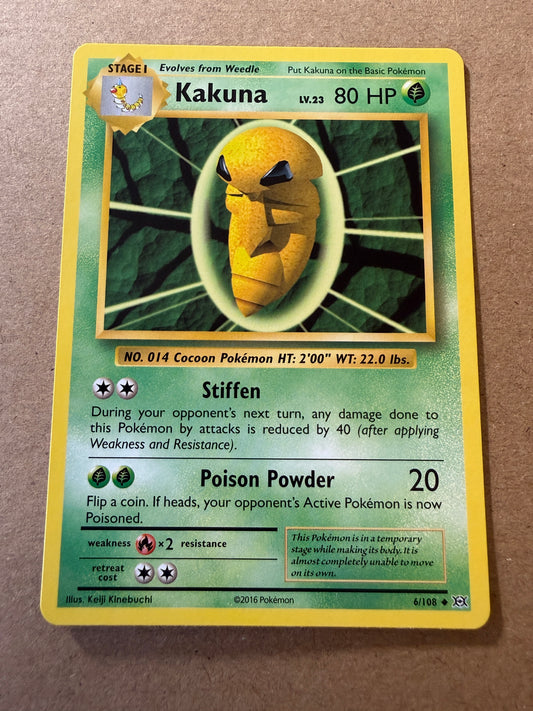 STAGE 1 Evolves from Weedle Put Kakuna on the Basic Pokémon
Kakuna LV.23 80 HP
NO. 014 Cocoon Pokémon HT: 2'00" WT: 22.0 lbs.
Stiffen
During your opponent's next turn, any damage done to
this Pokémon by attacks is reduced by 40 (after applying
Weakness and Resistance).
Poison Powder 20
Flip a coin. If heads, your opponent's Active Pokémon is now
Poisoned.
weakness ×2 resistance
retreat
cost
This Pokémon is in a temporary
stage while making its body. It is
almost completely unable to move
on its own.
Illus. Keiji Kinebuchi ©2016 Pokémon 6/108